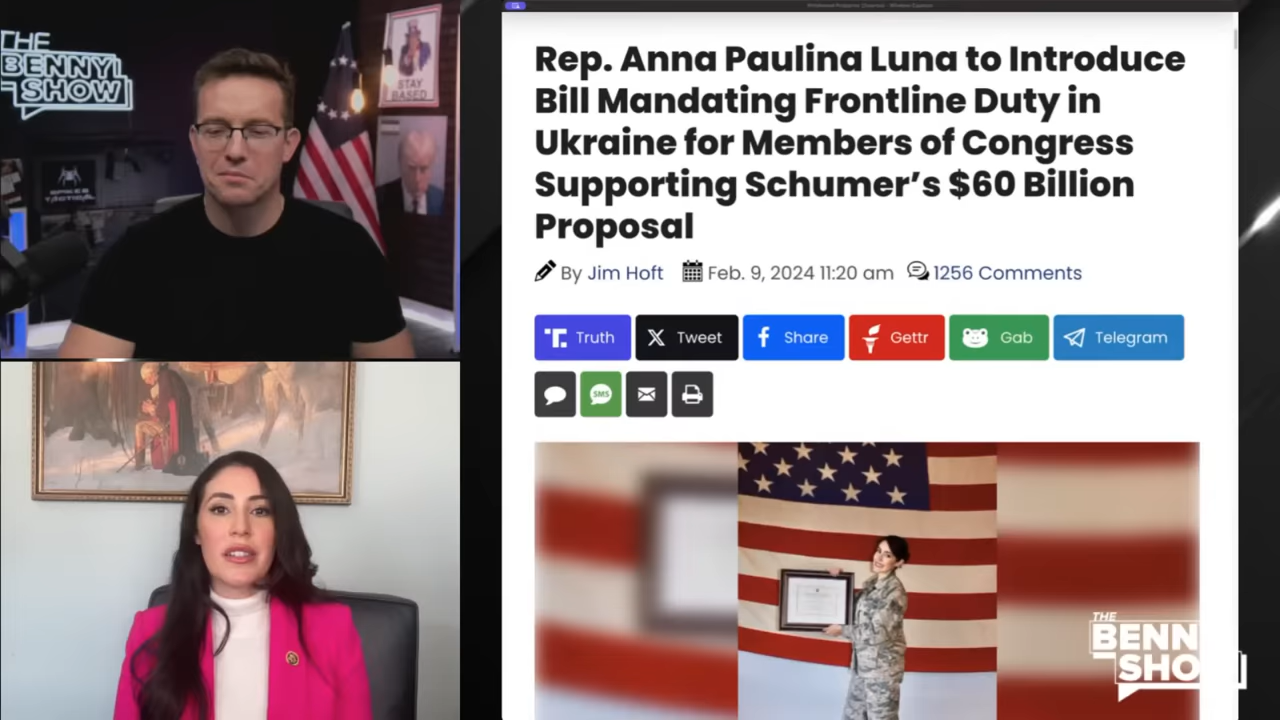 THE
BENNY
SHOW
STAY
BASED
Rep. Anna Paulina Luna to Introduce
Bill Mandating Frontline Duty in
Ukraine for Members of Congress
Supporting Schumer’s $60 Billion
Proposal
By Jim Hoft Feb. 9, 2024 11:20 am 1256 Comments
Truth Tweet Share Gettr Gab Telegram
SMS
THE
BENN
SHO